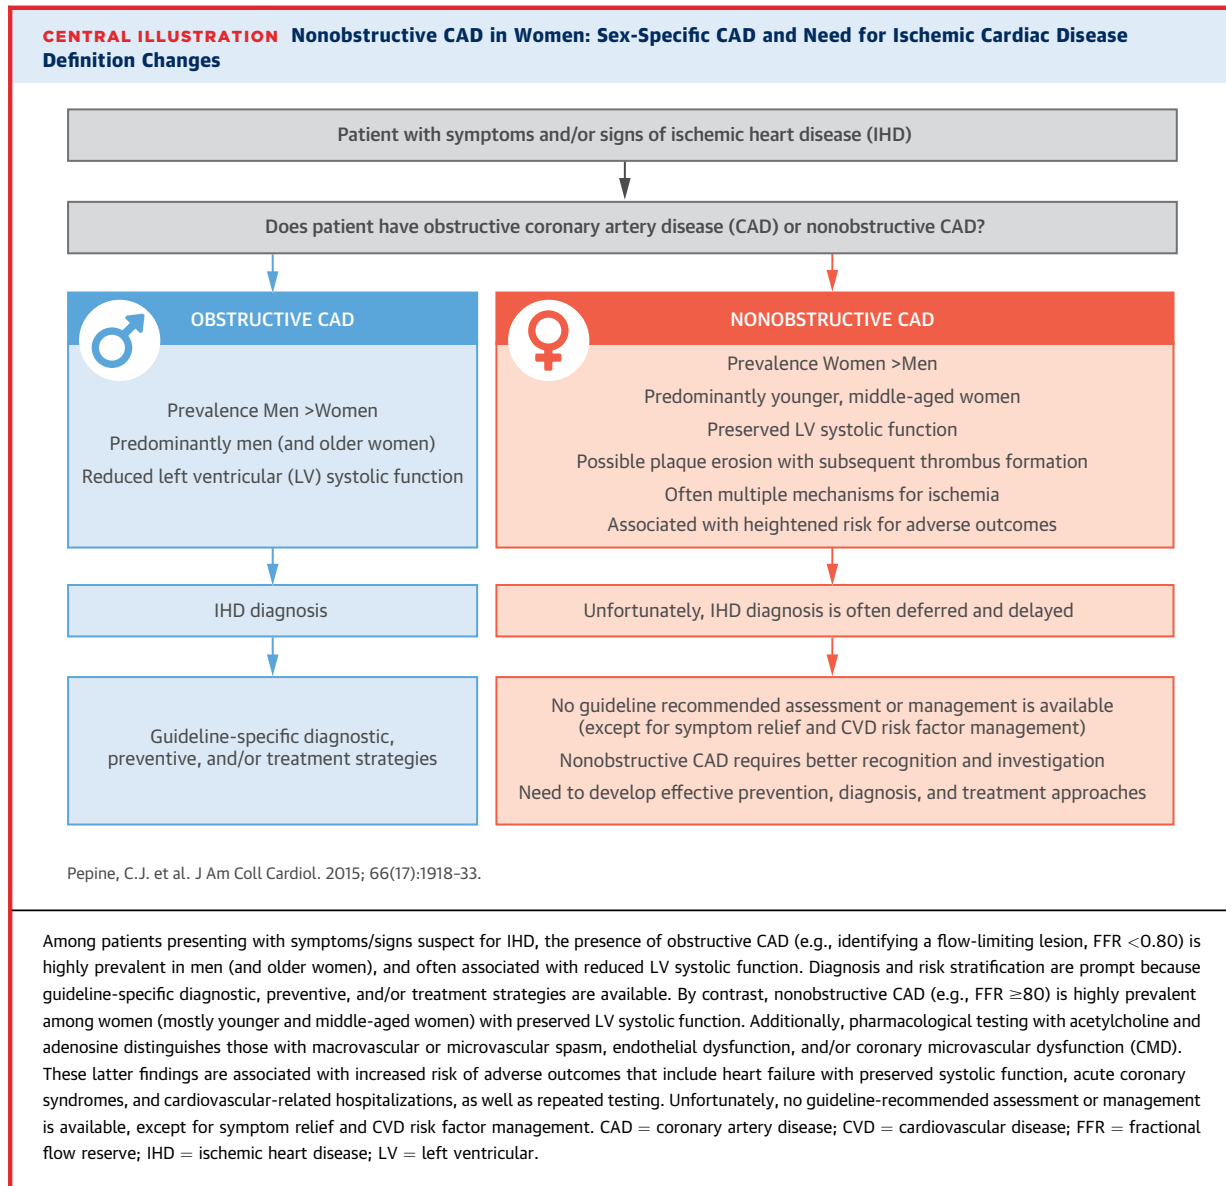 CENTRAL ILLUSTRATION Nonobstructive CAD in Women: Sex-Specific CAD and Need for Ischemic Cardiac Disease
Definition Changes
Patient with symptoms and/or signs of ischemic heart disease (IHD)
Does patient have obstructive coronary artery disease (CAD) or nonobstructive CAD?
OBSTRUCTIVE CAD
Prevalence Men >Women
Predominantly men (and older women)
Reduced left ventricular (LV) systolic function
IHD diagnosis
Guideline-specific diagnostic,
preventive, and/or treatment strategies
NONOBSTRUCTIVE CAD
Prevalence Women >Men
Predominantly younger, middle-aged women
Preserved LV systolic function
Possible plaque erosion with subsequent thrombus formation
Often multiple mechanisms for ischemia
Associated with heightened risk for adverse outcomes
Unfortunately, IHD diagnosis is often deferred and delayed
No guideline recommended assessment or management is available
(except for symptom relief and CVD risk factor management)
Nonobstructive CAD requires better recognition and investigation
Need to develop effective prevention, diagnosis, and treatment approaches
Pepine, C.J. et al. J Am Coll Cardiol. 2015; 66(17):1918–33.
Among patients presenting with symptoms/signs suspect for IHD, the presence of obstructive CAD (e.g., identifying a flow-limiting lesion, FFR <0.80) is
highly prevalent in men (and older women), and often associated with reduced LV systolic function. Diagnosis and risk stratification are prompt because
guideline-specific diagnostic, preventive, and/or treatment strategies are available. By contrast, nonobstructive CAD (e.g., FFR ≥80) is highly prevalent
among women (mostly younger and middle-aged women) with preserved LV systolic function. Additionally, pharmacological testing with acetylcholine and
adenosine distinguishes those with macrovascular or microvascular spasm, endothelial dysfunction, and/or coronary microvascular dysfunction (CMD).
These latter findings are associated with increased risk of adverse outcomes that include heart failure with preserved systolic function, acute coronary
syndromes, and cardiovascular-related hospitalizations, as well as repeated testing. Unfortunately, no guideline-recommended assessment or management
is available, except for symptom relief and CVD risk factor management. CAD = coronary artery disease; CVD = cardiovascular disease; FFR = fractional
flow reserve; IHD = ischemic heart disease; LV = left ventricular.